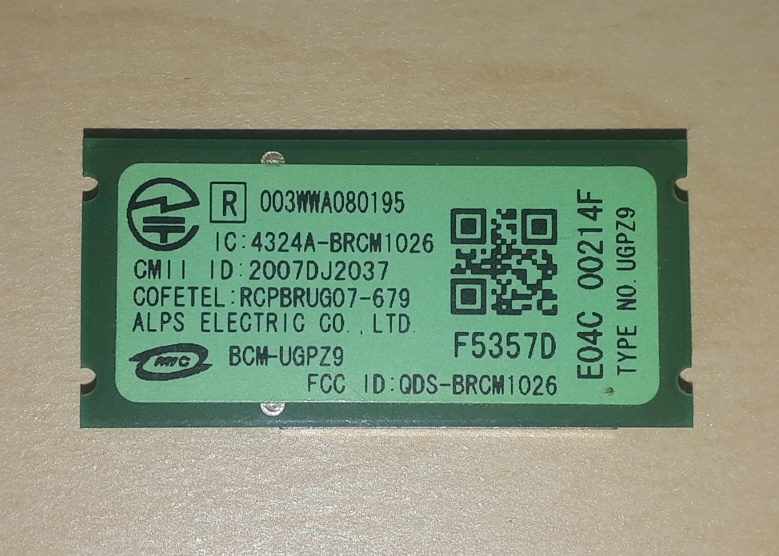 R 003WWA080195
IC:4324A-BRCM1026
CMII ID:2007DJ2037
COFETEL:RCPBRUG07-679
ALPS ELECTRIC CO.,LTD.
MIC BCM-UGPZ9
FCC ID:QDS-BRCM1026
F5357D
E04C 00214F
TYPE NO.UGPZ9